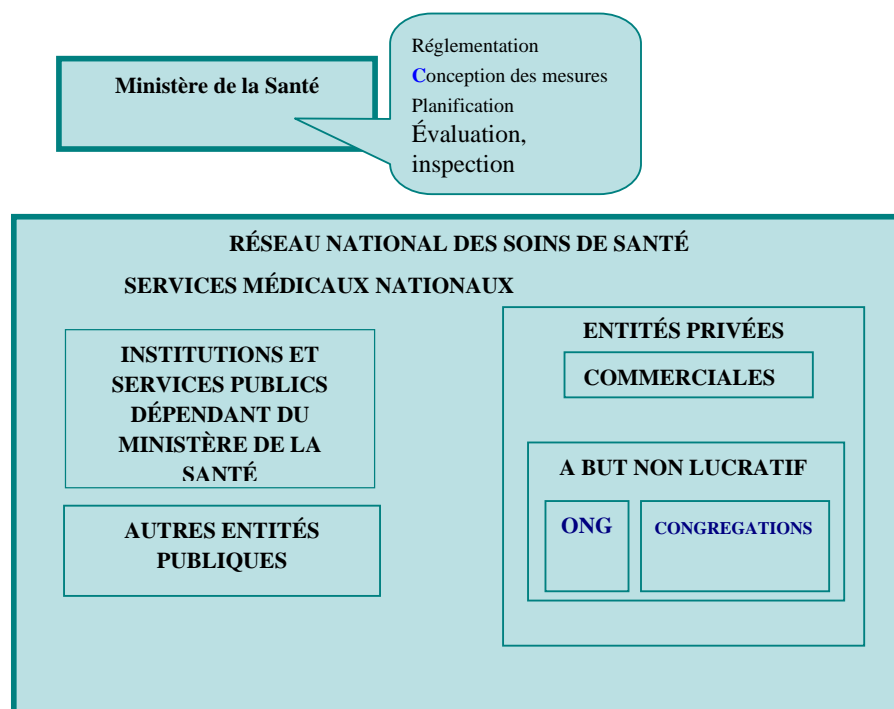 Ministère de la Santé
Réglementation
Conception des mesures
Planification
Évaluation,
inspection
RÉSEAU NATIONAL DES SOINS DE SANTÉ
SERVICES MÉDICAUX NATIONAUX
INSTITUTIONS ET
SERVICES PUBLICS
DÉPENDANT DU
MINISTÈRE DE LA
SANTÉ
AUTRES ENTITÉS
PUBLIQUES
ENTITÉS PRIVÉES
COMMERCIALES
A BUT NON LUCRATIF
ONG
CONGREGATIONS